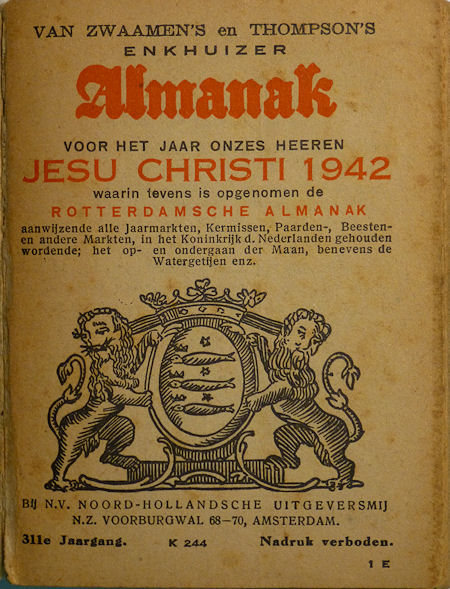 VAN ZWAAMEN'S en THOMPSON'S
ENKHUIZER
Almanak
VOOR HET JAAR ONZES HEEREN
JESU CHRISTI 1942
waarin tevens is opgenomen de
ROTTERDAMSCHE ALMANAK
aanwijzende alle Jaarmarkten, Kermissen, Paarden-, Beesten-
en andere Markten, in het Koninkrijk d. Nederlanden gehouden
wordende; het op- en ondergaan der Maan, benevens de
Watergetijen enz.
Bij N.V. NOORD-HOLLANDSCHE UITGEVERSMIJ
N.Z. VOORBURGWAL 68–70, AMSTERDAM.
311e Jaargang. K 244 Nadruk verboden.
1 E